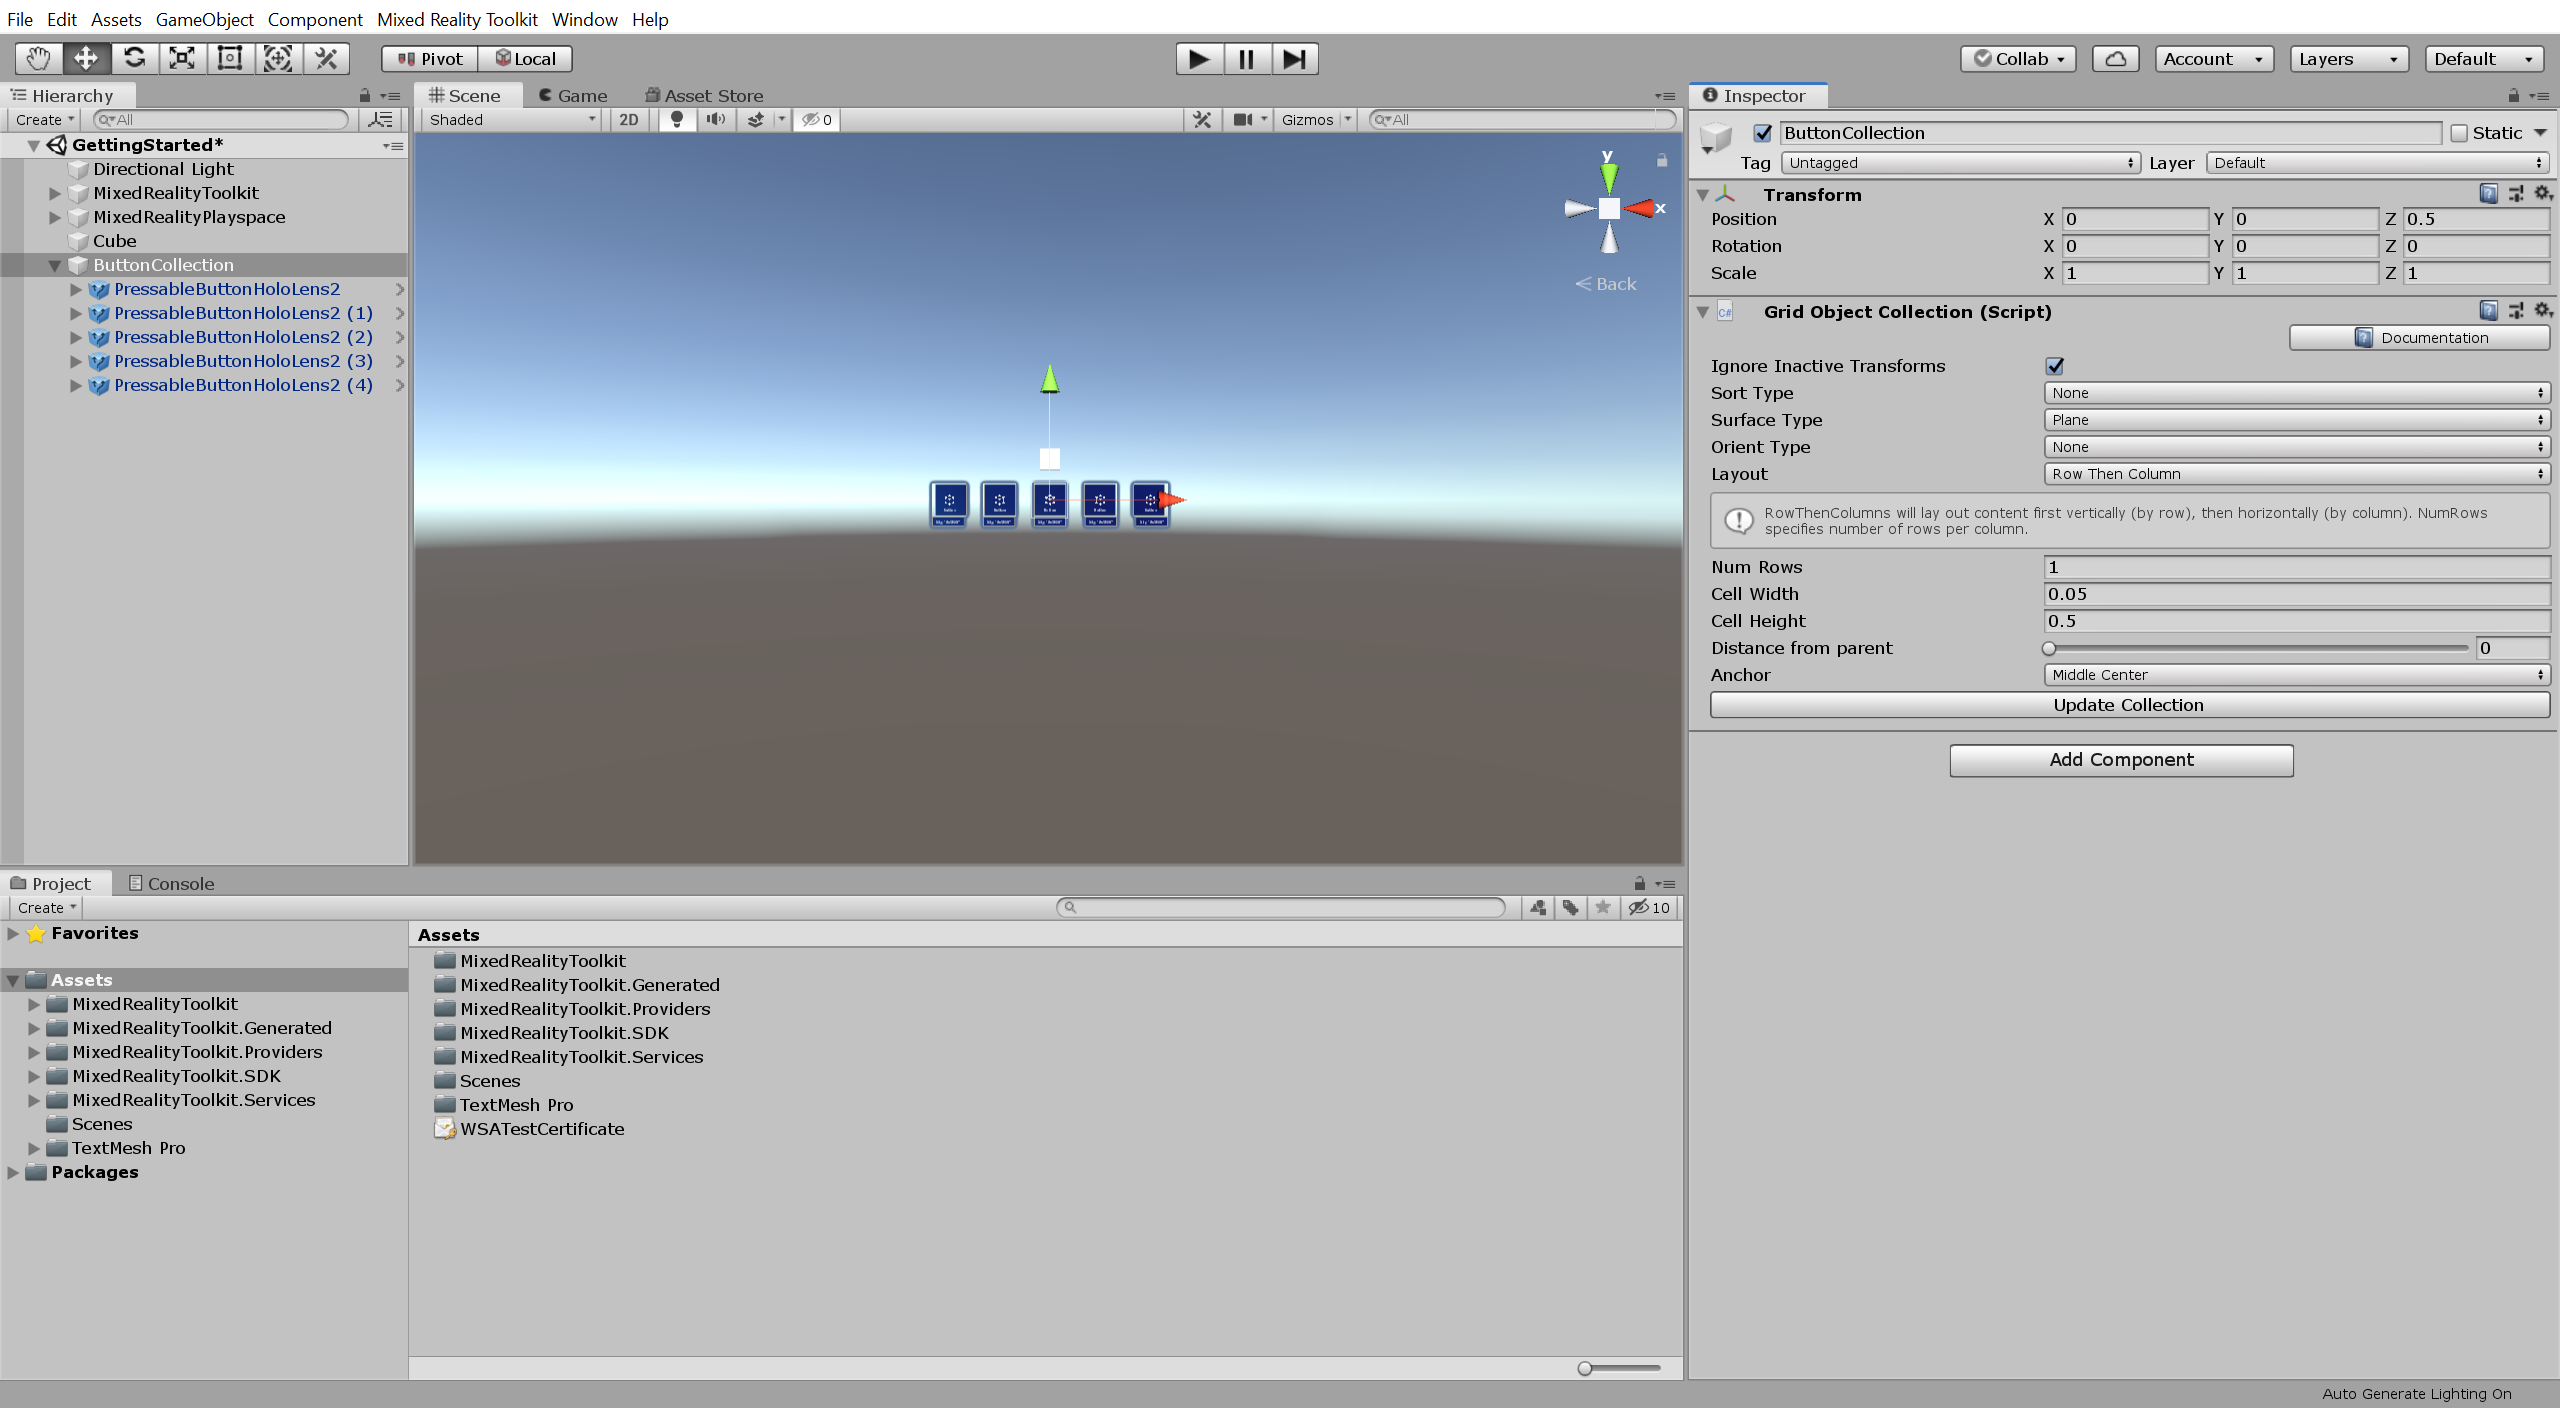 File Edit Assets GameObject Component Mixed Reality Toolkit Window Help
Pivot Local Collab Account Layers Default
Hierarchy
Create All
GettingStarted*
Directional Light
MixedRealityToolkit
MixedRealityPlayspace
Cube
ButtonCollection
PressableButtonHoloLens2
PressableButtonHoloLens2 (1)
PressableButtonHoloLens2 (2)
PressableButtonHoloLens2 (3)
PressableButtonHoloLens2 (4)
Scene Game Asset Store
Shaded 2D 0 Gizmos All
y
x
Back
Inspector
ButtonCollection Static
Tag Untagged Layer Default
Transform
Position X 0 Y 0 Z 0.5
Rotation X 0 Y 0 Z 0
Scale X 1 Y 1 Z 1
C# Grid Object Collection (Script)
Documentation
Ignore Inactive Transforms
Sort Type None
Surface Type Plane
Orient Type None
Layout Row Then Column
RowThenColumns will lay out content first vertically (by row), then horizontally (by column). NumRows
specifies number of rows per column.
Num Rows 1
Cell Width 0.05
Cell Height 0.5
Distance from parent 0
Anchor Middle Center
Update Collection
Add Component
Project Console
Create 10
Favorites
Assets
MixedRealityToolkit
MixedRealityToolkit.Generated
MixedRealityToolkit.Providers
MixedRealityToolkit.SDK
MixedRealityToolkit.Services
Scenes
TextMesh Pro
Packages
Assets
MixedRealityToolkit
MixedRealityToolkit.Generated
MixedRealityToolkit.Providers
MixedRealityToolkit.SDK
MixedRealityToolkit.Services
Scenes
TextMesh Pro
WSATestCertificate
Auto Generate Lighting On